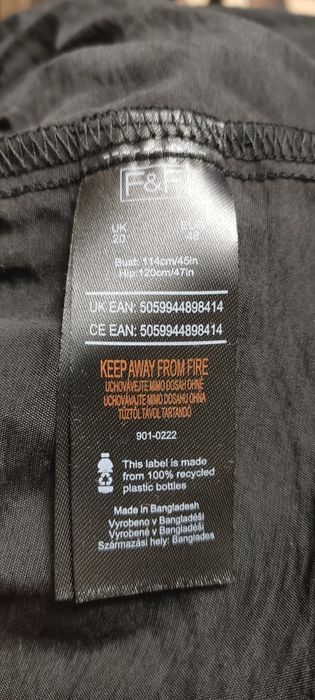 F&F
UK
20
48
Bust: 114cm/45in
Hip:120cm/47in
UK EAN: 5059944898414
CE EAN: 5059944898414
KEEP AWAY FROM FIRE
UCHOVÁVEJTE MIMO DOSAH OHNĚ
UCHOVÁVAJTE MIMO DOSAHU OHŇA
TŰZTŐL TÁVOL TARTANDÓ
901-0222
This label is made
from 100% recycled
plastic bottles
Made in Bangladesh
Vyrobeno v Bangladéši
Vyrobené v Bangladéši
Származási hely: Banglades